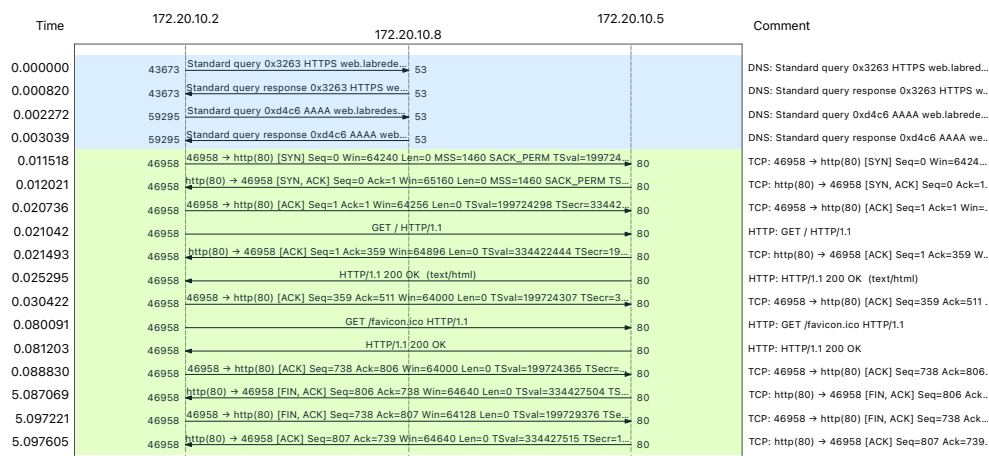 Time 172.20.10.2 172.20.10.8 172.20.10.5 Comment
0.000000 43673 Standard query 0x3263 HTTPS web.labrede... 53 DNS: Standard query 0x3263 HTTPS web.labred...
0.000820 43673 Standard query response 0x3263 HTTPS we... 53 DNS: Standard query response 0x3263 HTTPS w..
0.002272 59295 Standard query 0xd4c6 AAAA web.labredes... 53 DNS: Standard query 0xd4c6 AAAA web.labredes..
0.003039 59295 Standard query response 0xd4c6 AAAA web... 53 DNS: Standard query response 0xd4c6 AAAA we...
0.011518 46958 46958 → http(80) [SYN] Seq=0 Win=64240 Len=0 MSS=1460 SACK_PERM TSval=199724... 80 TCP: 46958 → http(80) [SYN] Seq=0 Win=6424...
0.012021 46958 http(80) → 46958 [SYN, ACK] Seq=0 Ack=1 Win=65160 Len=0 MSS=1460 SACK_PERM TS... 80 TCP: http(80) → 46958 [SYN, ACK] Seq=0 Ack=1.
0.020736 46958 46958 → http(80) [ACK] Seq=1 Ack=1 Win=64256 Len=0 TSval=199724298 TSecr=33442... 80 TCP: 46958 → http(80) [ACK] Seq=1 Ack=1 Win=.
0.021042 46958 GET / HTTP/1.1 80 HTTP: GET / HTTP/1.1
0.021493 46958 http(80) → 46958 [ACK] Seq=1 Ack=359 Win=64896 Len=0 TSval=334422444 TSecr=19... 80 TCP: http(80) → 46958 [ACK] Seq=1 Ack=359 W..
0.025295 46958 HTTP/1.1 200 OK (text/html) 80 HTTP: HTTP/1.1 200 OK (text/html)
0.030422 46958 46958 → http(80) [ACK] Seq=359 Ack=511 Win=64000 Len=0 TSval=199724307 TSecr=3... 80 TCP: 46958 → http(80) [ACK] Seq=359 Ack=511 .
0.080091 46958 GET /favicon.ico HTTP/1.1 80 HTTP: GET /favicon.ico HTTP/1.1
0.081203 46958 HTTP/1.1 200 OK 80 HTTP: HTTP/1.1 200 OK
0.088830 46958 46958 → http(80) [ACK] Seq=738 Ack=806 Win=64000 Len=0 TSval=199724365 TSecr=... 80 TCP: 46958 → http(80) [ACK] Seq=738 Ack=806.
5.087069 46958 http(80) → 46958 [FIN, ACK] Seq=806 Ack=738 Win=64640 Len=0 TSval=334427504 TS... 80 TCP: http(80) → 46958 [FIN, ACK] Seq=806 Ack..
5.097221 46958 46958 → http(80) [FIN, ACK] Seq=738 Ack=807 Win=64128 Len=0 TSval=199729376 TSe... 80 TCP: 46958 → http(80) [FIN, ACK] Seq=738 Ack...
5.097605 46958 http(80) → 46958 [ACK] Seq=807 Ack=739 Win=64640 Len=0 TSval=334427515 TSecr=1... 80 TCP: http(80) → 46958 [ACK] Seq=807 Ack=739.